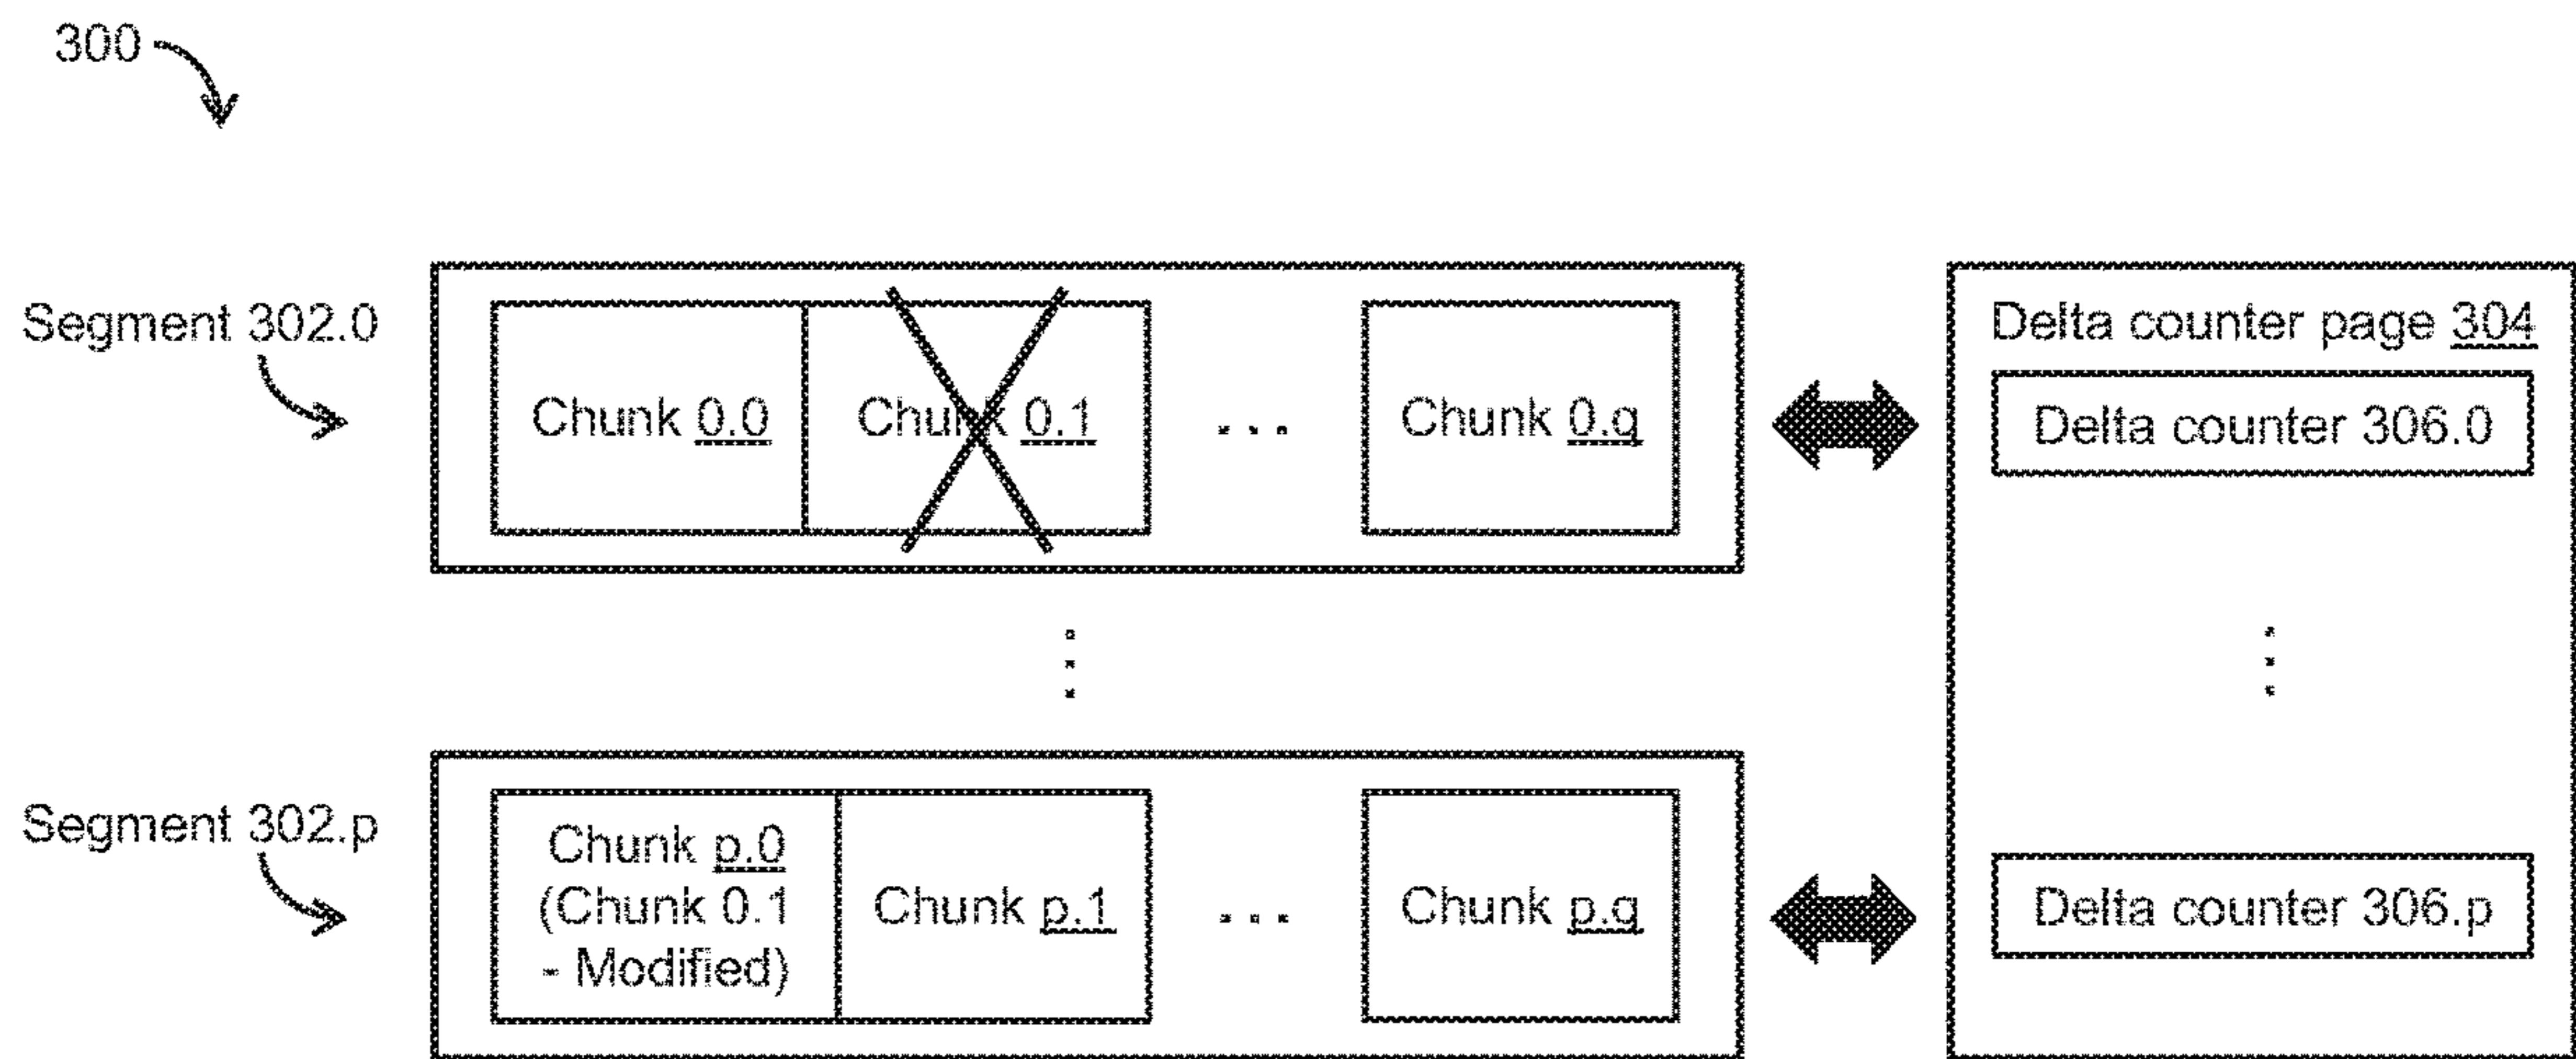 300
Segment 302.0
Chunk 0.0
Chunk 0.1
...
Chunk 0.q
Delta counter page 304
Delta counter 306.0
Segment 302.p
Chunk p.0
(Chunk 0.1
- Modified)
Chunk p.1
...
Chunk p.q
Delta counter 306.p